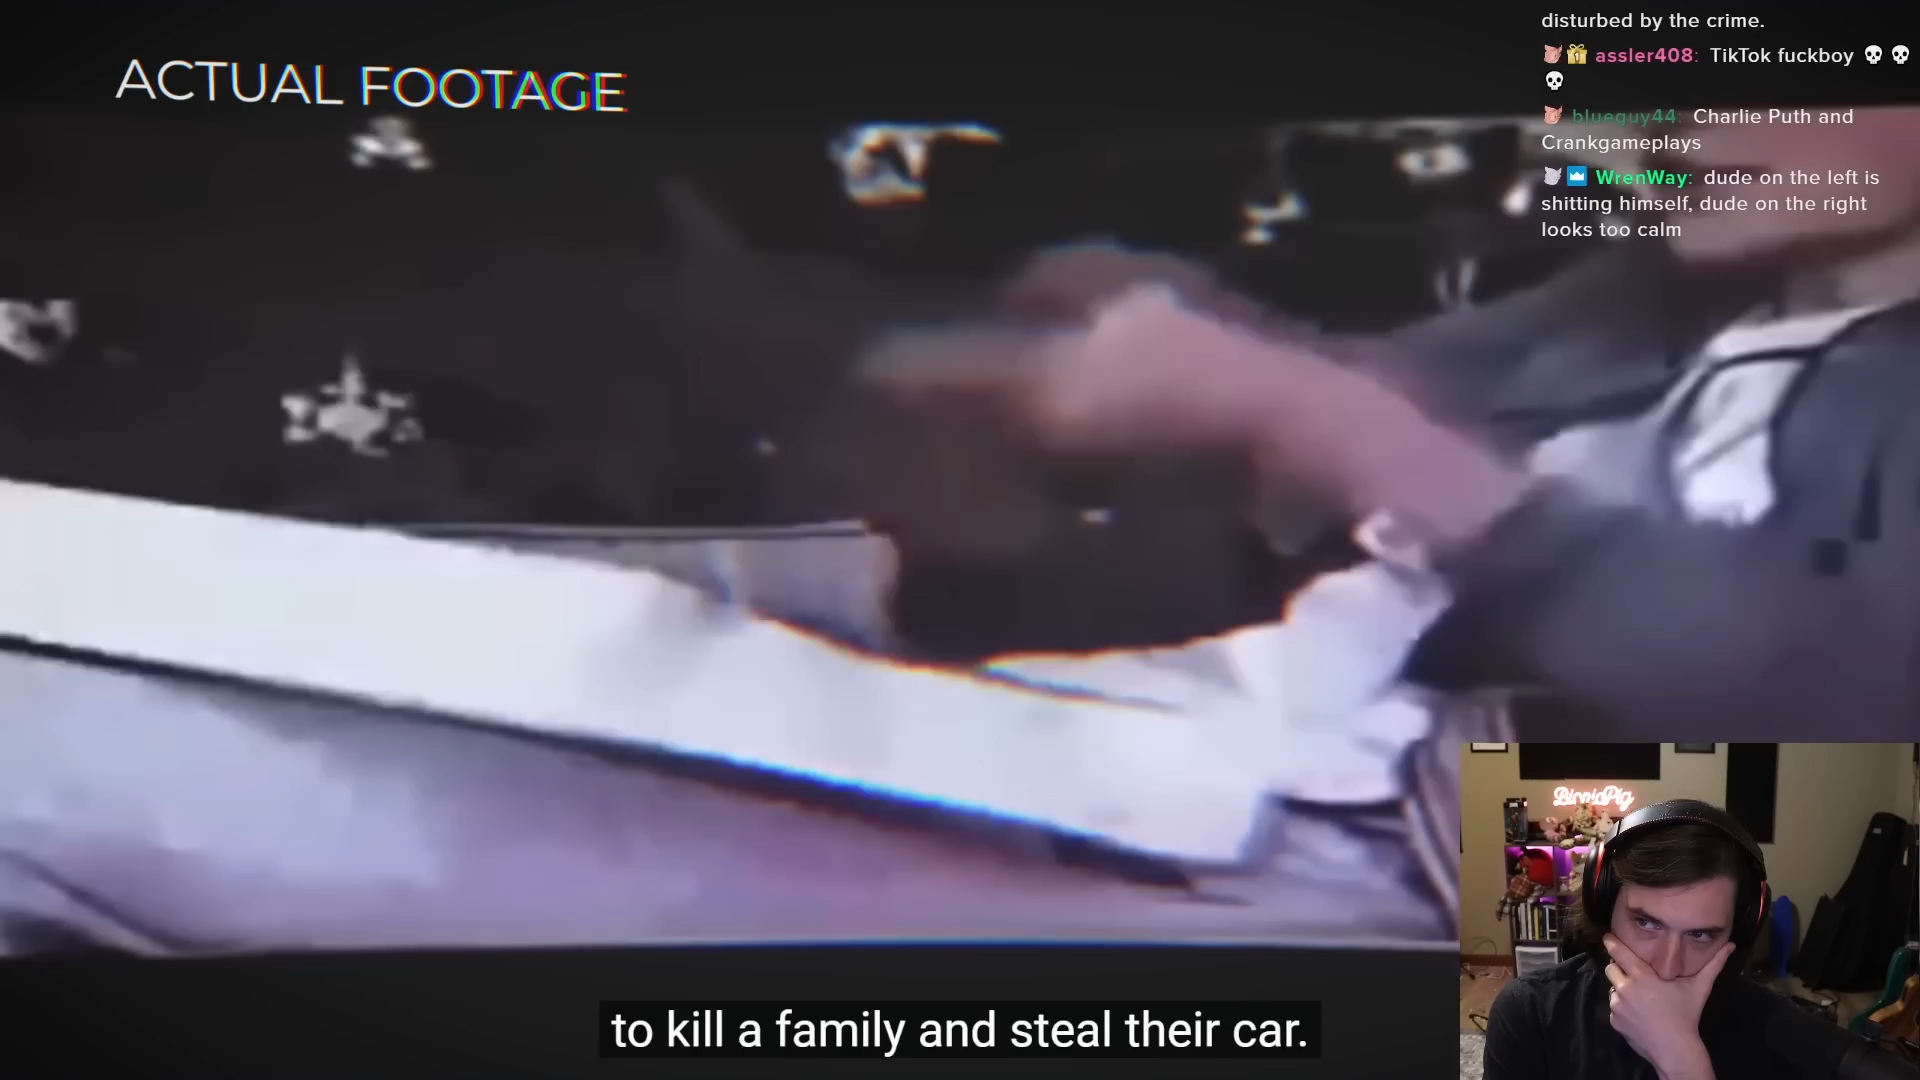 ACTUAL FOOTAGE
disturbed by the crime.
assler408: TikTok fuckboy 💀 💀
💀
blueguy44: Charlie Puth and
Crankgameplays
WrenWay: dude on the left is
shitting himself, dude on the right
looks too calm
BionicPig
to kill a family and steal their car.